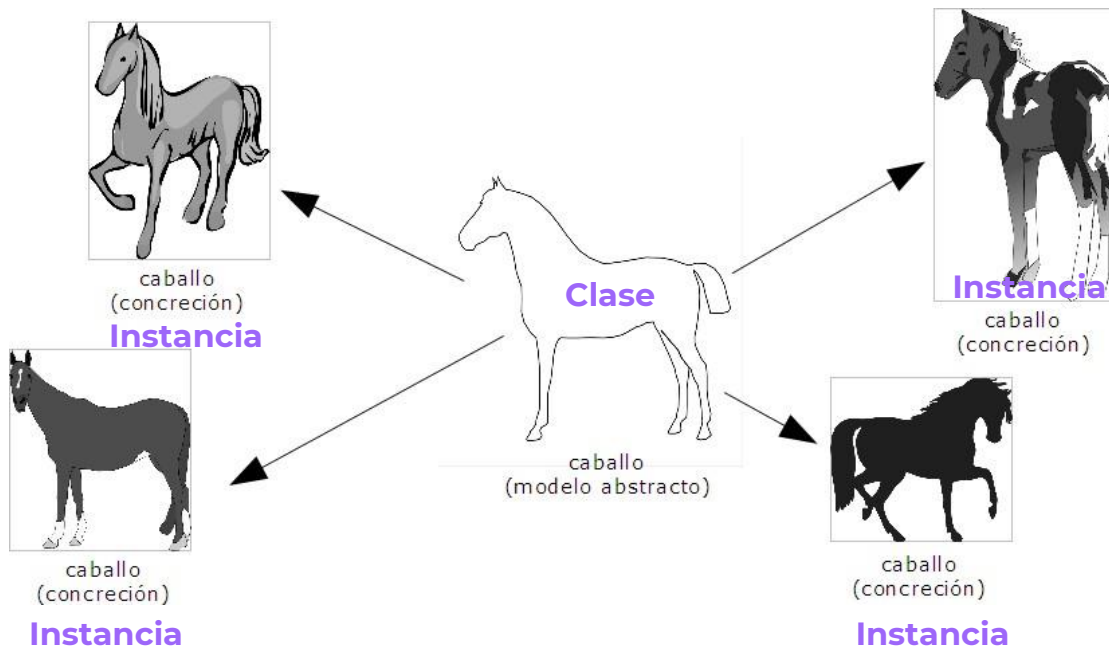 caballo
(concreción)
Instancia
Instancia
caballo
(concreción)
Clase
caballo
(modelo abstracto)
caballo
(concreción)
Instancia
caballo
(concreción)
Instancia